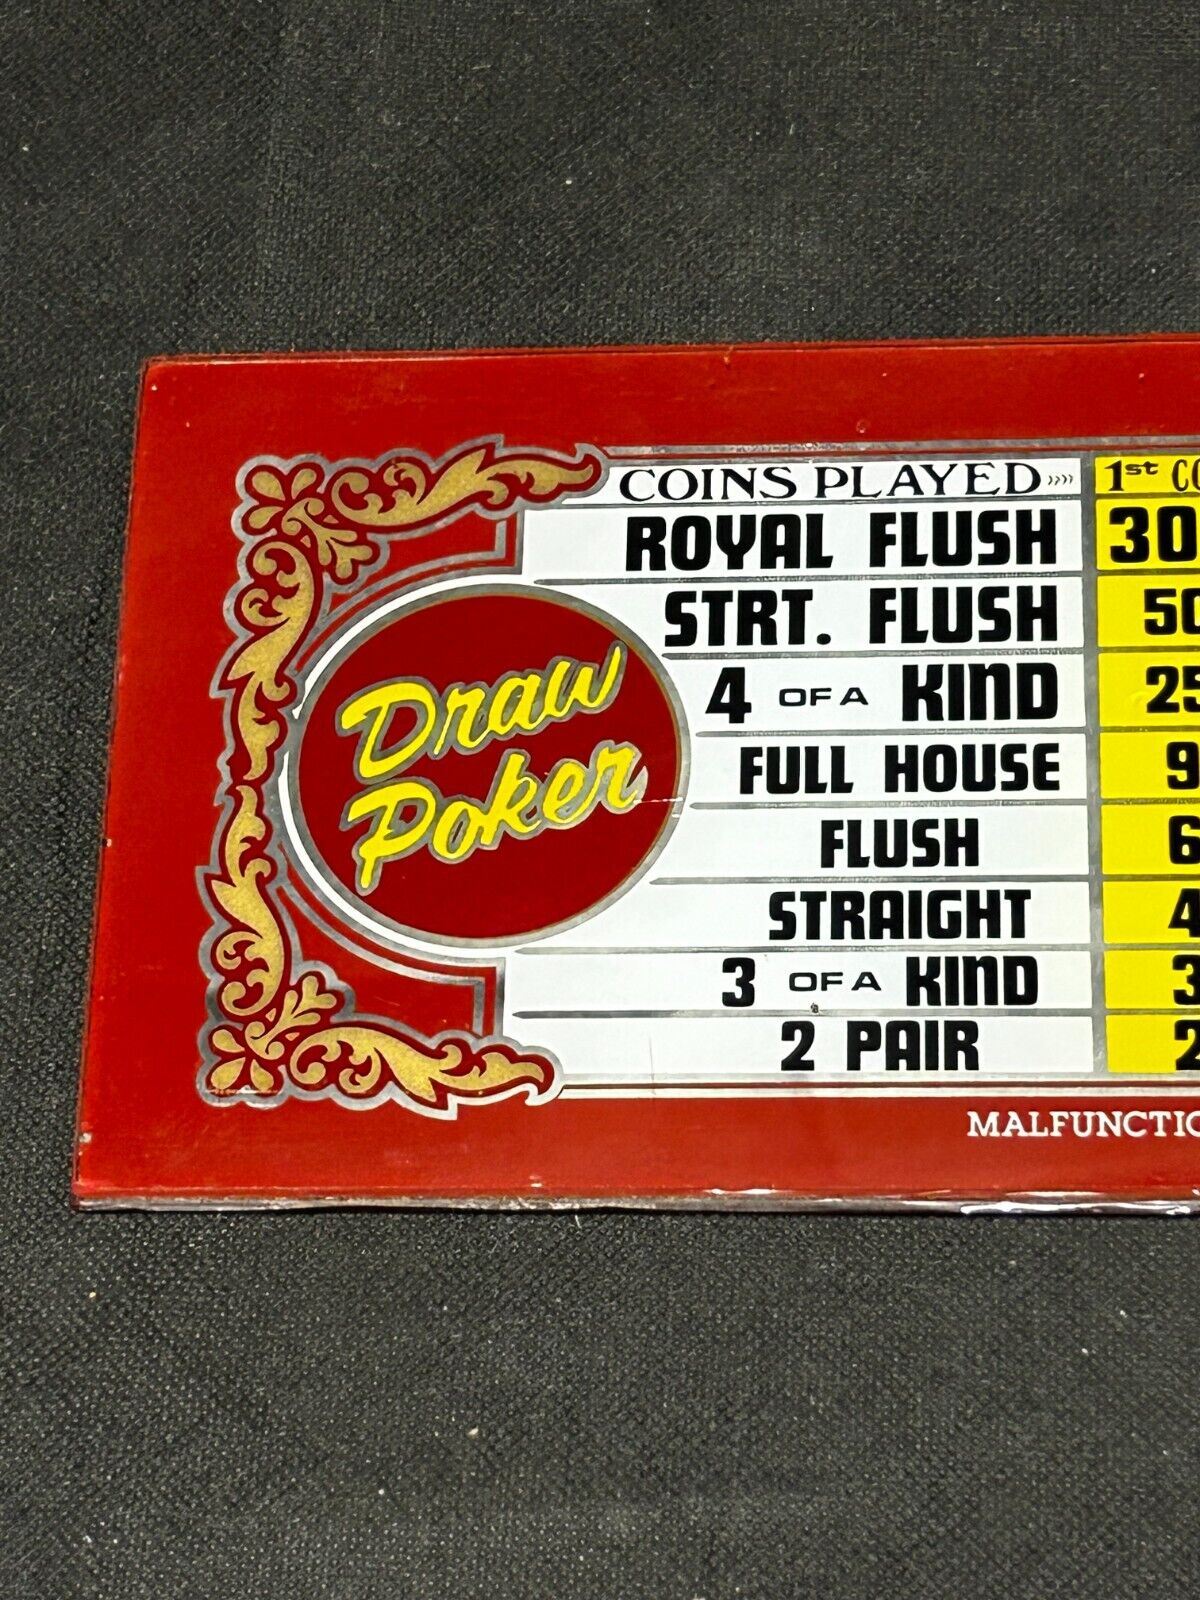 COINS PLAYED »» 1st CO
ROYAL FLUSH 30
STRT. FLUSH 50
4 OF A KIND 25
FULL HOUSE 9
FLUSH 6
STRAIGHT 4
3 OF A KIND 3
2 PAIR 2
Draw
Poker
MALFUNCTIO